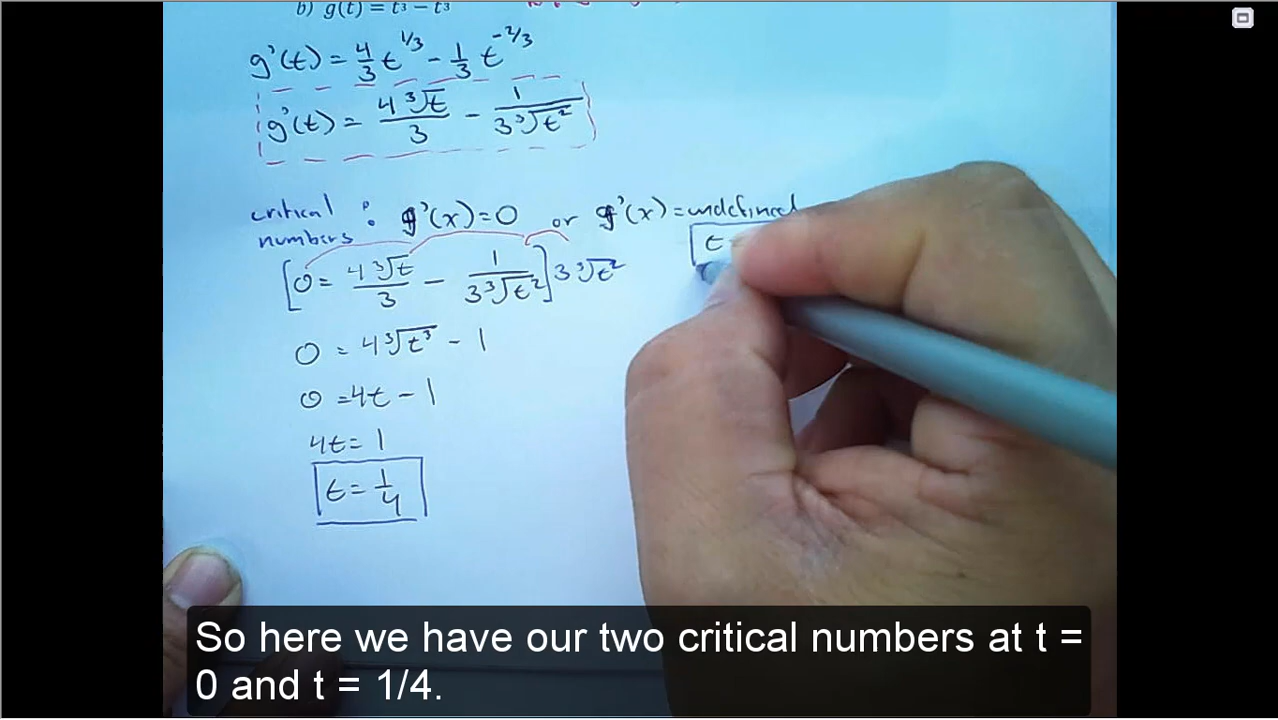 b) g(t) = t³ − t³
g'(t) = 4/3 t^1/3 − 1/3 t^-2/3
g'(t) = 4∛t/3 − 1/3∛t²
critical numbers : g'(x) = 0 or g'(x) = undefined
[0 = 4∛t/3 − 1/3∛t²] 3∛t²
t
0 = 4∛t³ − 1
0 = 4t − 1
4t = 1
t = 1/4
So here we have our two critical numbers at t =
0 and t = 1/4.